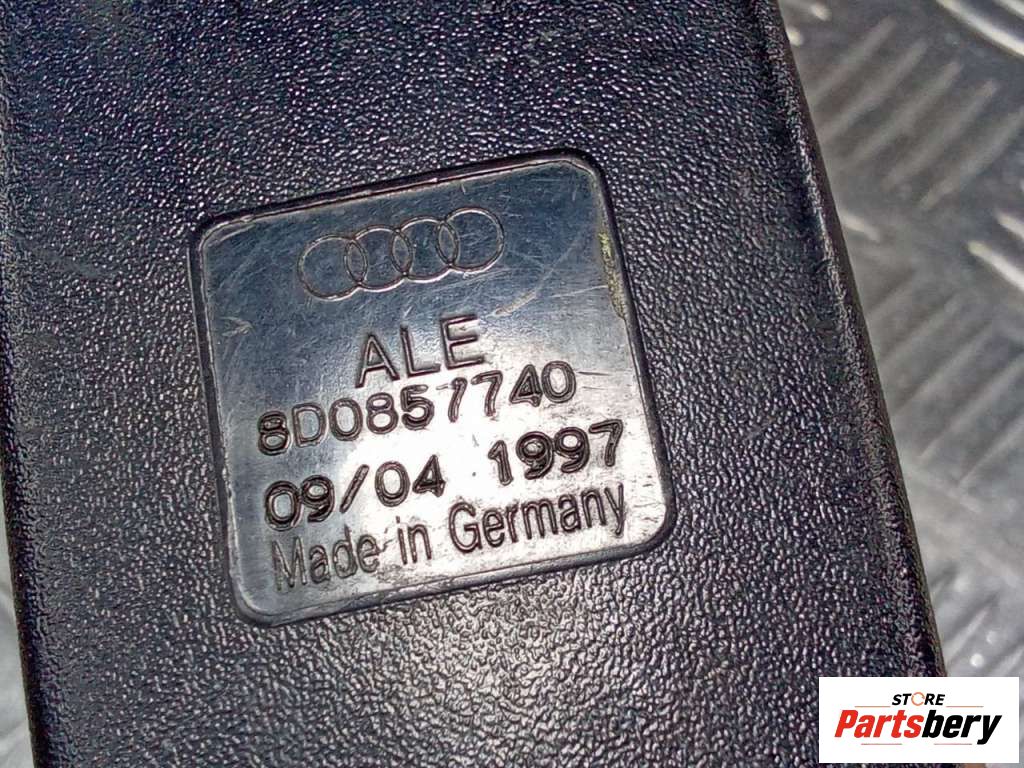 ALE
8D0857740
09/04 1997
Made in Germany
STORE
Partsbery